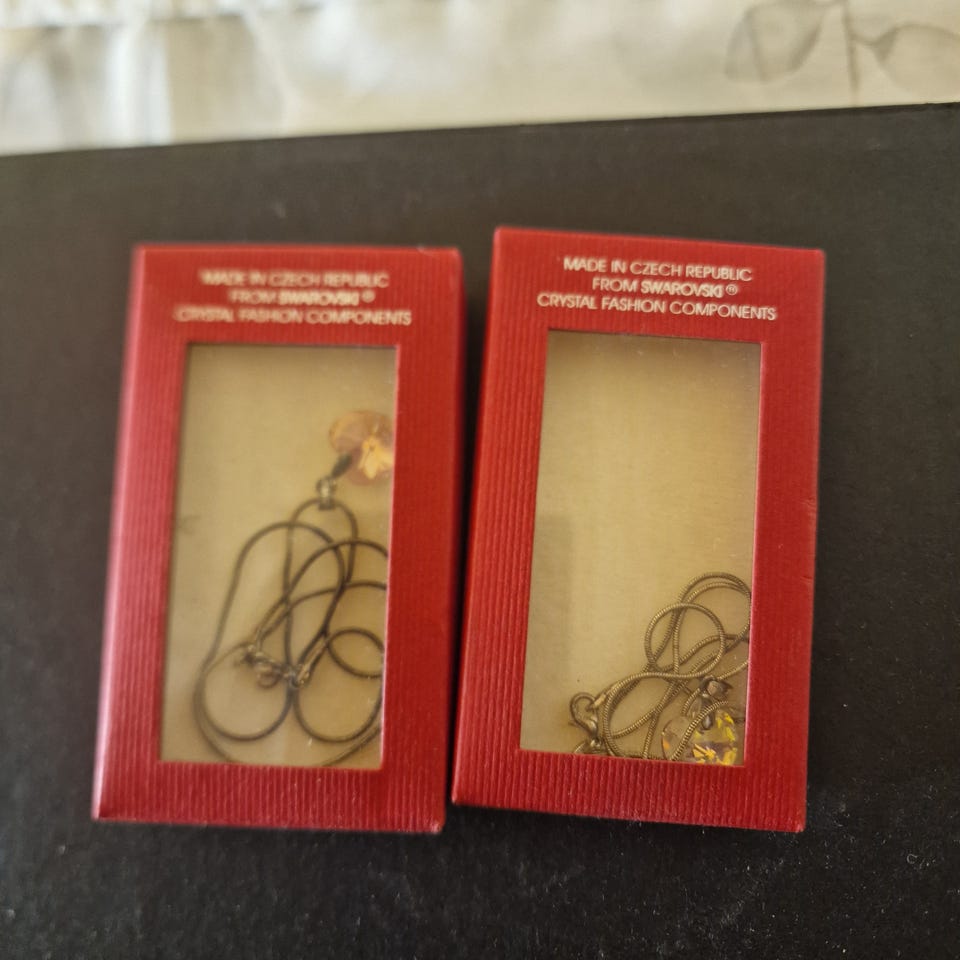 MADE IN CZECH REPUBLIC
FROM SWAROVSKI®
CRYSTAL FASHION COMPONENTS
MADE IN CZECH REPUBLIC
FROM SWAROVSKI®
CRYSTAL FASHION COMPONENTS